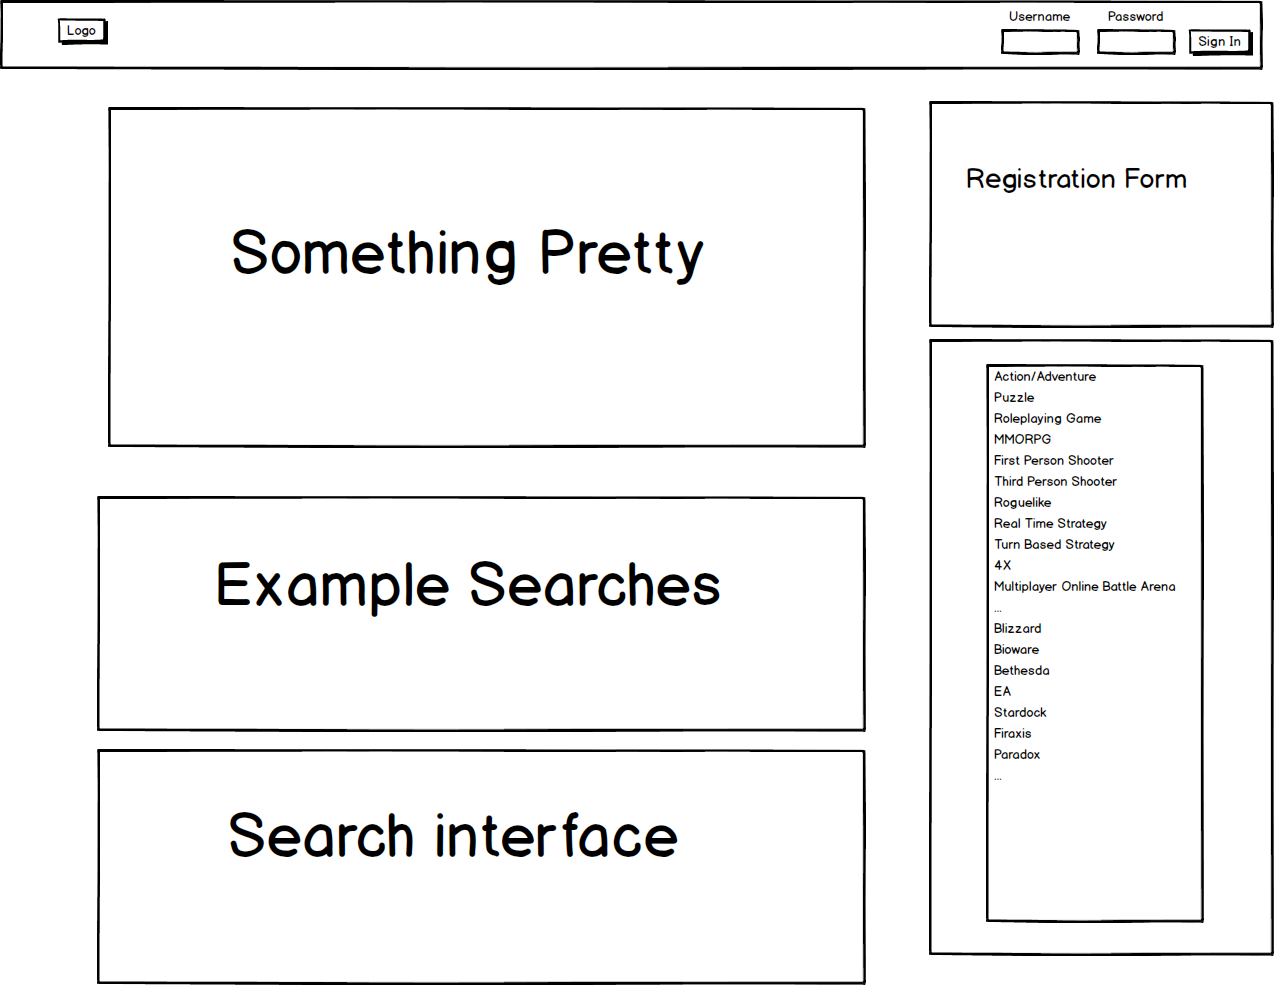 Logo
Username
Password
Sign In
Something Pretty
Example Searches
Search interface
Registration Form
Action/Adventure
Puzzle
Roleplaying Game
MMORPG
First Person Shooter
Third Person Shooter
Roguelike
Real Time Strategy
Turn Based Strategy
4X
Multiplayer Online Battle Arena
...
Blizzard
Bioware
Bethesda
EA
Stardock
Firaxis
Paradox
...